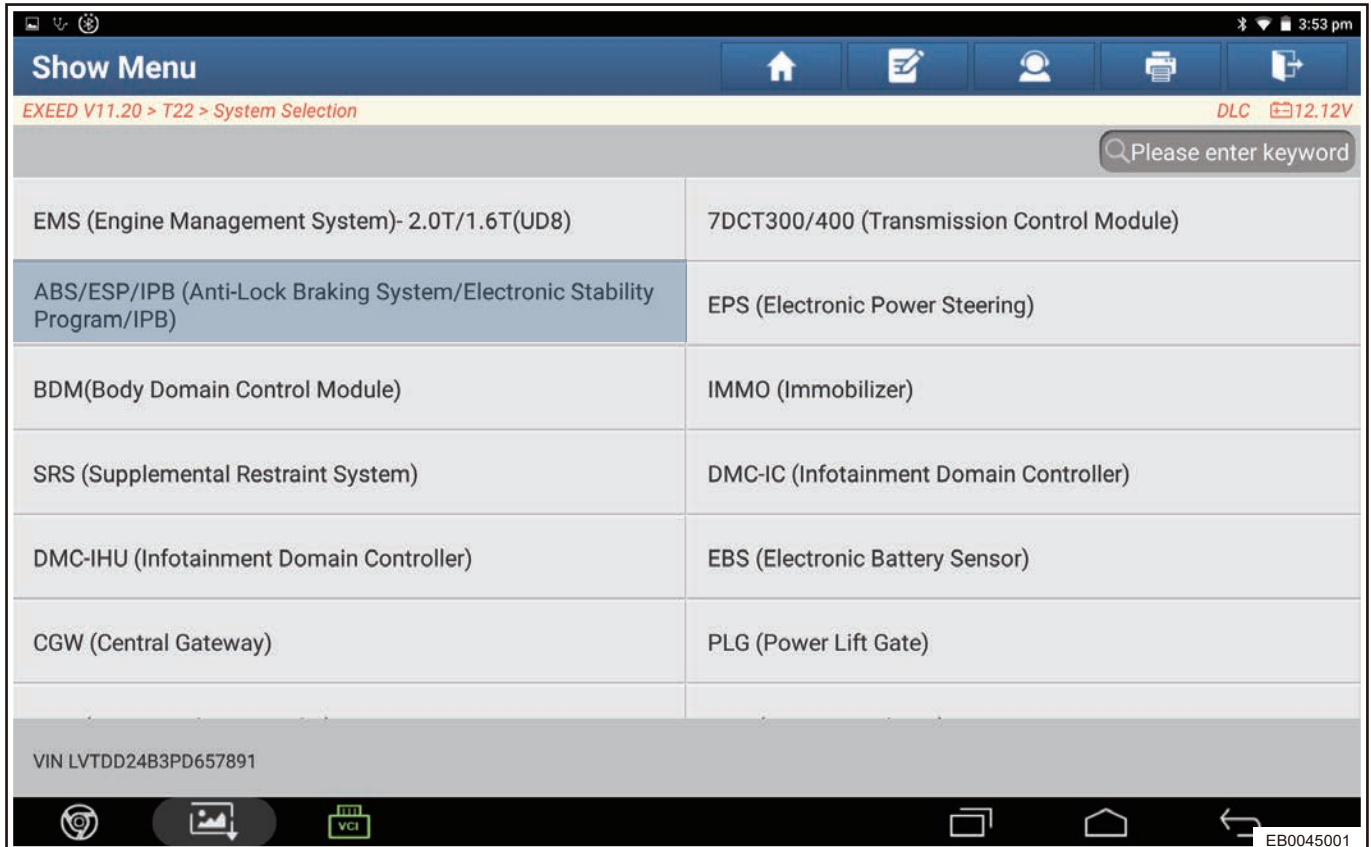 3:53 pm
Show Menu
EXEED V11.20 > T22 > System Selection
DLC 12.12V
Please enter keyword
EMS (Engine Management System)- 2.0T/1.6T(UD8)
7DCT300/400 (Transmission Control Module)
ABS/ESP/IPB (Anti-Lock Braking System/Electronic Stability
Program/IPB)
EPS (Electronic Power Steering)
BDM(Body Domain Control Module)
IMMO (Immobilizer)
SRS (Supplemental Restraint System)
DMC-IC (Infotainment Domain Controller)
DMC-IHU (Infotainment Domain Controller)
EBS (Electronic Battery Sensor)
CGW (Central Gateway)
PLG (Power Lift Gate)
VIN LVTDD24B3PD657891
VCI
EB0045001